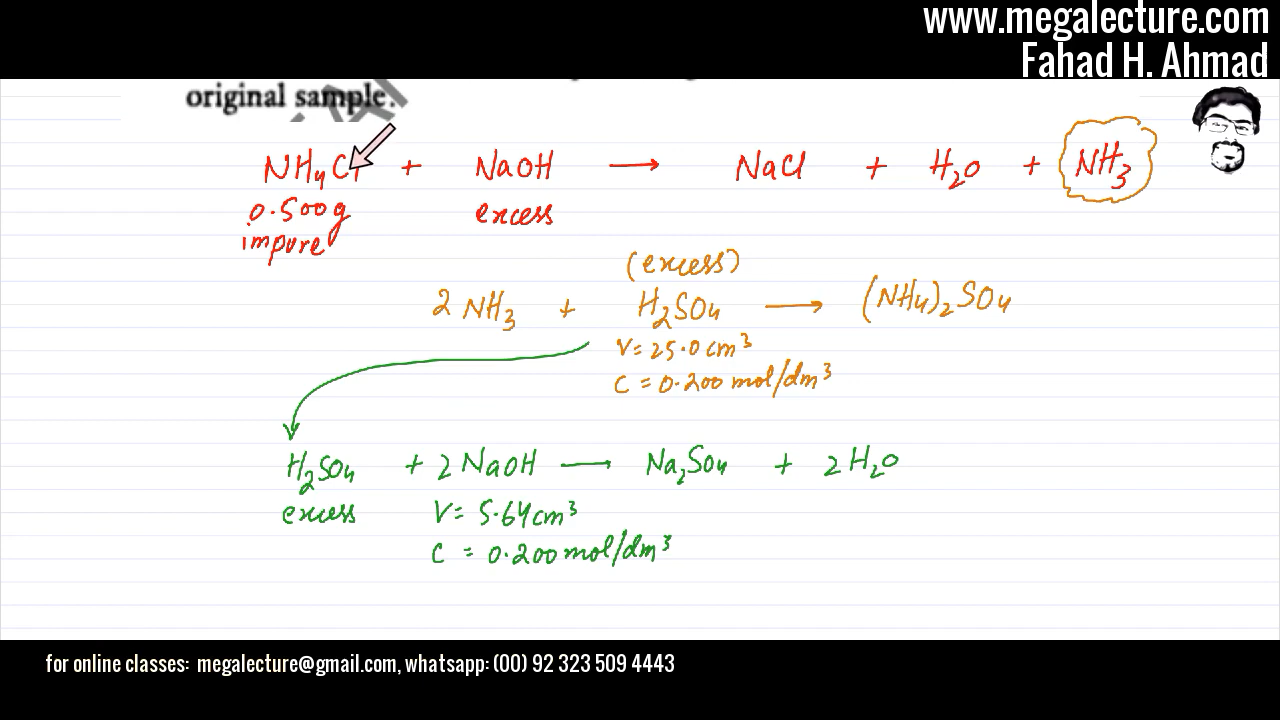 www.megalecture.com
Fahad H. Ahmad
original sample.
NH₄Cl + NaOH → NaCl + H₂O + NH₃
0.500g excess
impure
(excess)
2 NH₃ + H₂SO₄ → (NH₄)₂SO₄
V = 25.0 cm³
C = 0.200 mol/dm³
H₂SO₄ + 2 NaOH → Na₂SO₄ + 2 H₂O
excess V = 5.64 cm³
C = 0.200 mol/dm³
for online classes: megalecture@gmail.com, whatsapp: (00) 92 323 509 4443